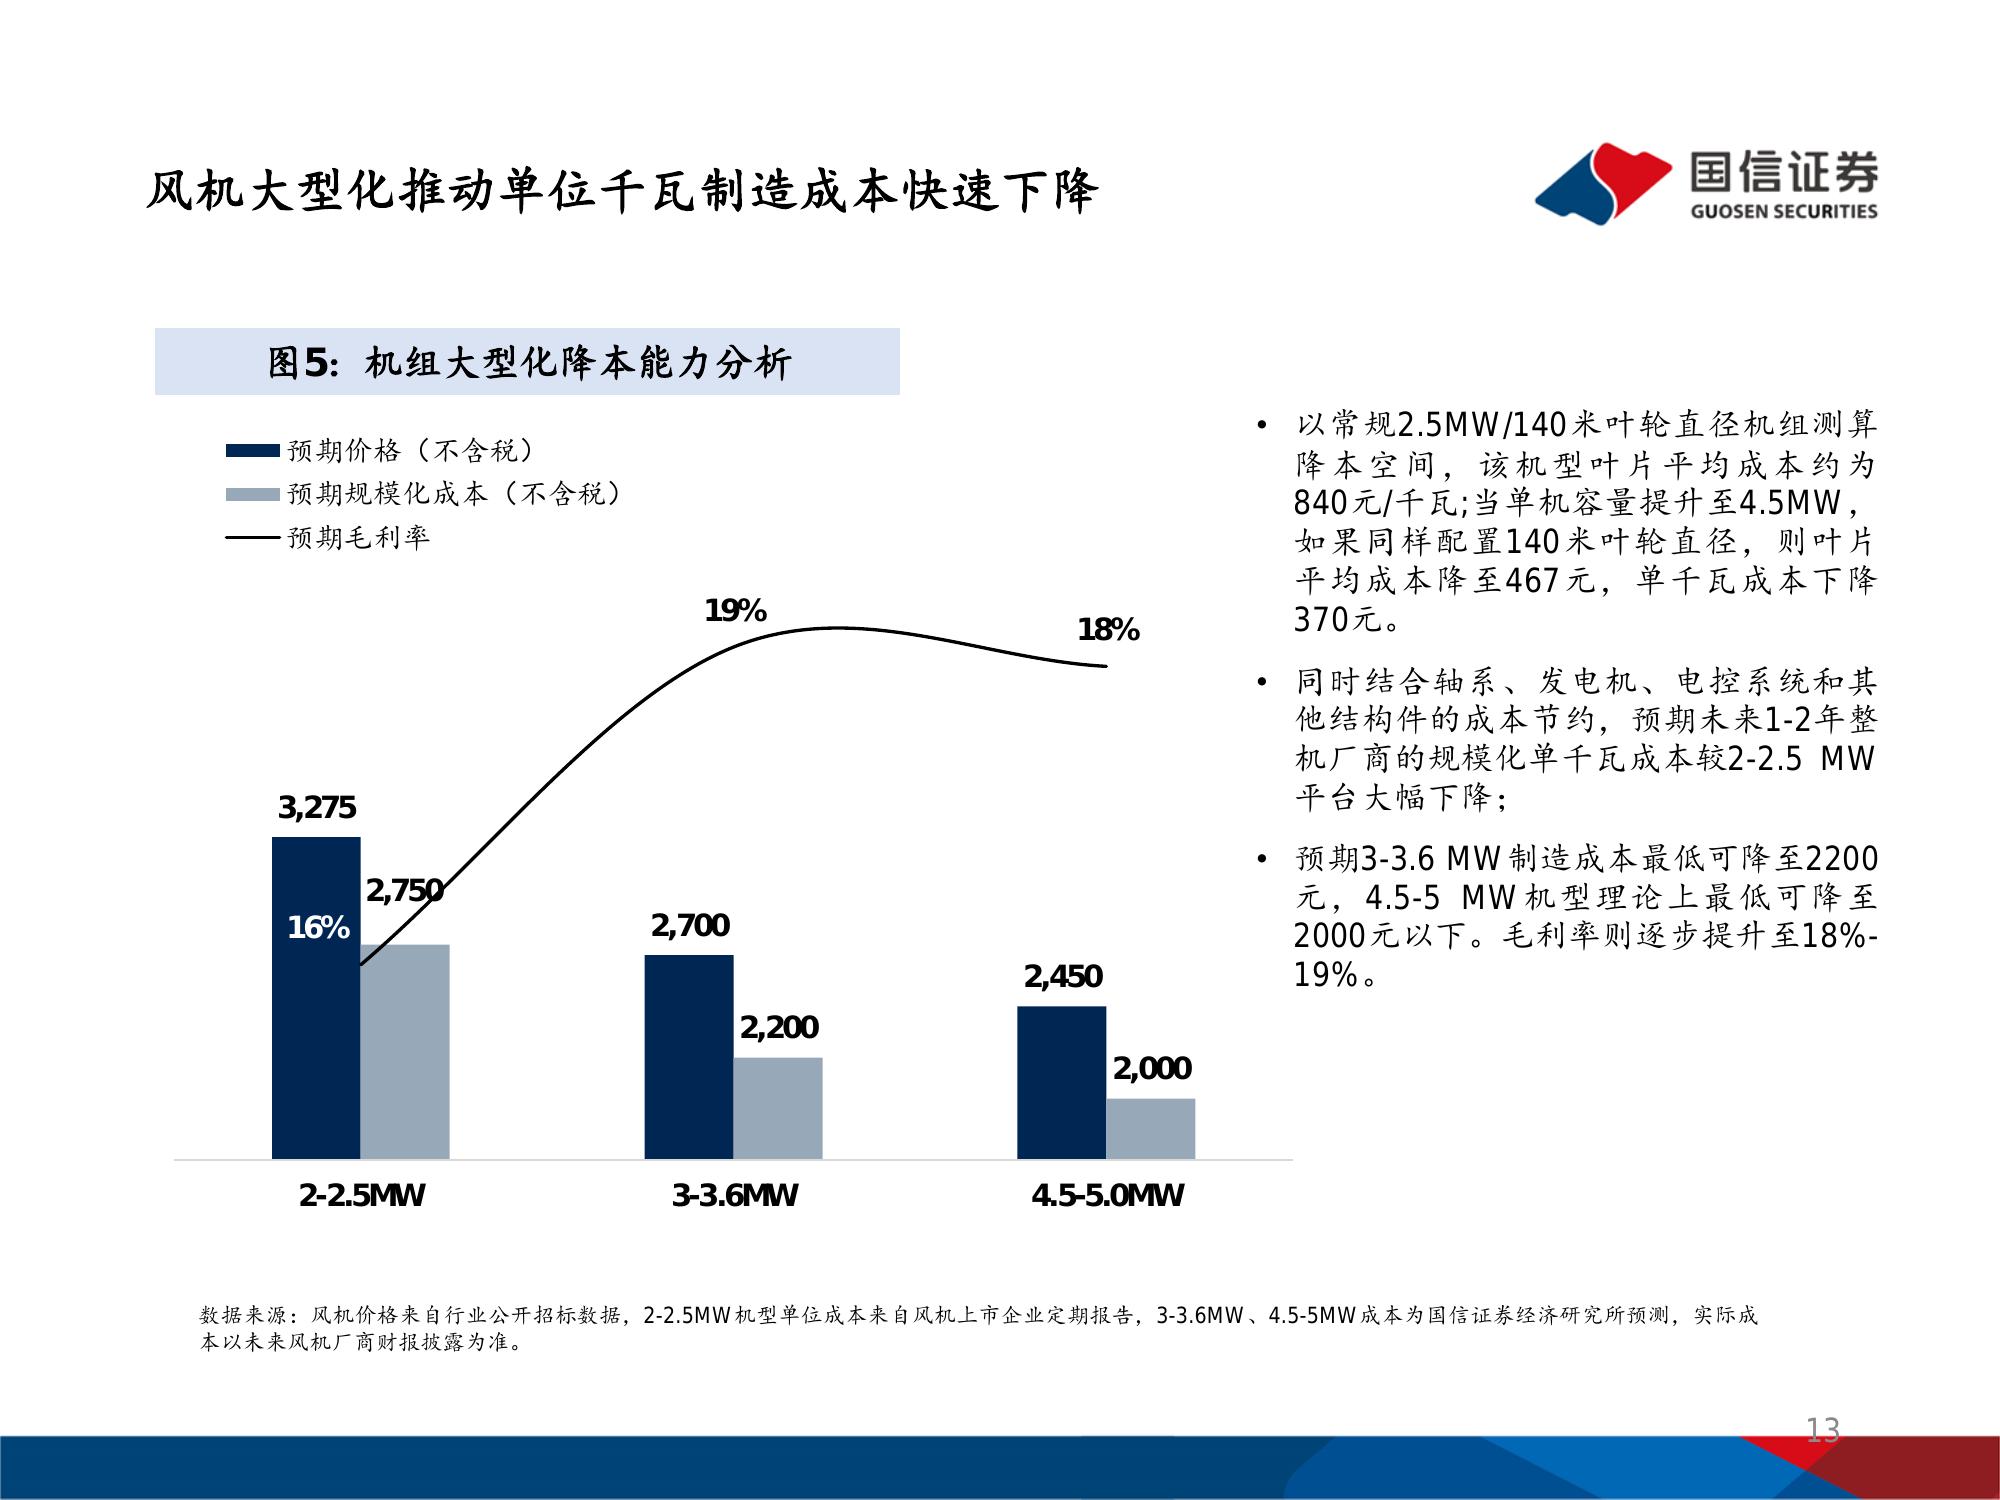 风机大型化推动单位千瓦制造成本快速下降
国信证券
GUOSEN SECURITIES
图5：机组大型化降本能力分析
预期价格（不含税）
预期规模化成本（不含税）
预期毛利率
19%
18%
3,275
2,750
16%
2,700
2,200
2,450
2,000
2-2.5MW
3-3.6MW
4.5-5.0MW
• 以常规2.5MW/140米叶轮直径机组测算
降本空间，该机型叶片平均成本约为
840元/千瓦;当单机容量提升至4.5MW，
如果同样配置140米叶轮直径，则叶片
平均成本降至467元，单千瓦成本下降
370元。
• 同时结合轴系、发电机、电控系统和其
他结构件的成本节约，预期未来1-2年整
机厂商的规模化单千瓦成本较2-2.5 MW
平台大幅下降；
• 预期3-3.6 MW制造成本最低可降至2200
元，4.5-5 MW机型理论上最低可降至
2000元以下。毛利率则逐步提升至18%-
19%。
数据来源：风机价格来自行业公开招标数据，2-2.5MW机型单位成本来自风机上市企业定期报告，3-3.6MW、4.5-5MW成本为国信证券经济研究所预测，实际成
本以未来风机厂商财报披露为准。
13